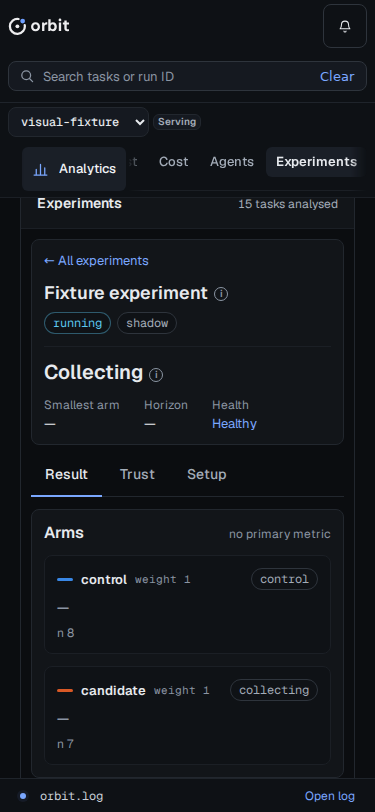 orbit
Search tasks or run ID Clear
visual-fixture Serving
Analytics st Cost Agents Experiments
Experiments 15 tasks analysed
← All experiments
Fixture experiment
running shadow
Collecting
Smallest arm Horizon Health
— — Healthy
Result Trust Setup
Arms no primary metric
control weight 1 control
—
n 8
candidate weight 1 collecting
—
n 7
orbit.log Open log